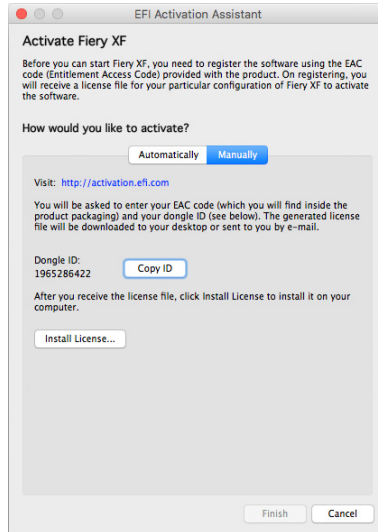 EFI Activation Assistant
Activate Fiery XF
Before you can start Fiery XF, you need to register the software using the EAC
code (Entitlement Access Code) provided with the product. On registering, you
will receive a license file for your particular configuration of Fiery XF to activate
the software.
How would you like to activate?
Automatically Manually
Visit: http://activation.efi.com
You will be asked to enter your EAC code (which you will find inside the
product packaging) and your dongle ID (see below). The generated license
file will be downloaded to your desktop or sent to you by e-mail.
Dongle ID:
1965286422
Copy ID
After you receive the license file, click Install License to install it on your
computer.
Install License...
Finish Cancel